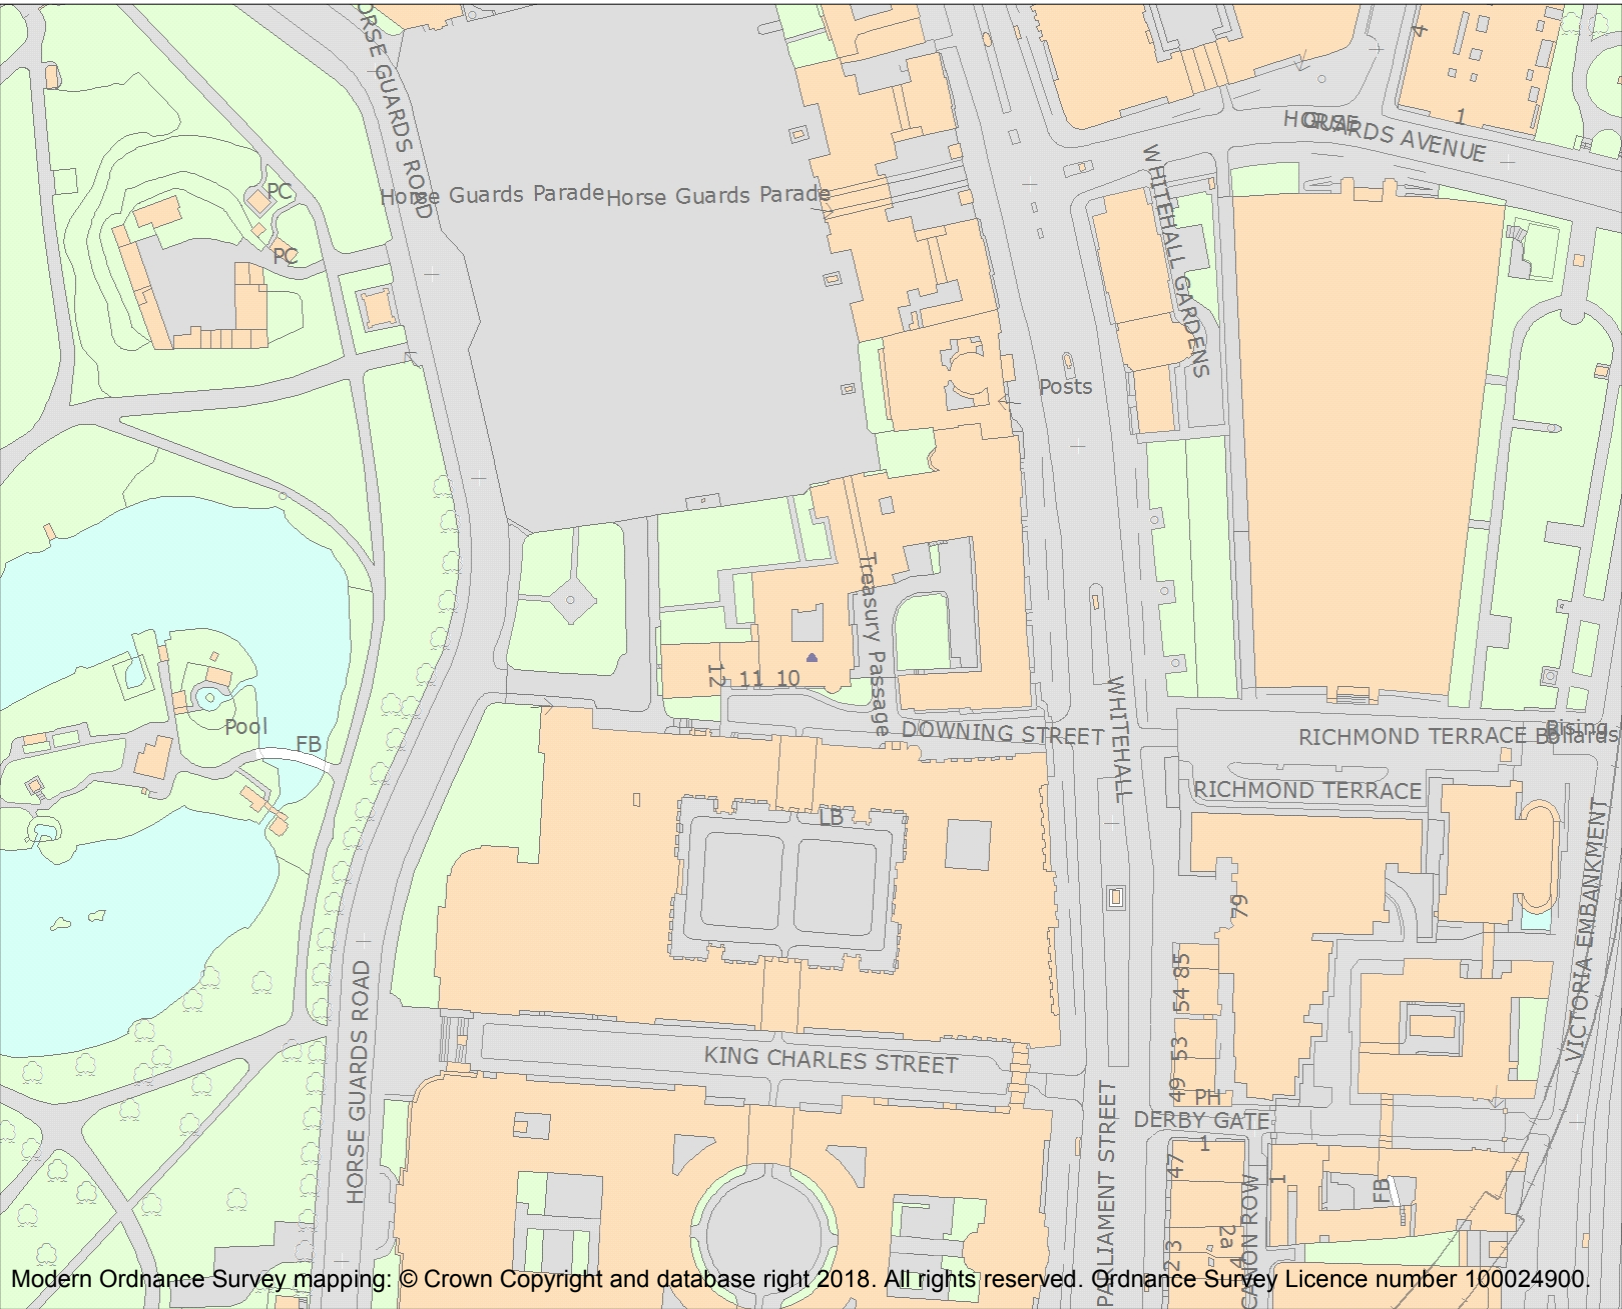 HORSE GUARDS ROAD
4
1
HORSE
GUARDS AVENUE
PC
Horse Guards Parade
Horse Guards Parade
WHITEHALL GARDENS
PC
Posts
Treasury Passage
12
11
10
Pool
FB
DOWNING STREET
WHITEHALL
RICHMOND TERRACE
Rising
Bollards
RICHMOND TERRACE
LB
VICTORIA EMBANKMENT
79
85
54
HORSE GUARDS ROAD
KING CHARLES STREET
53
49
PH
DERBY GATE
PARLIAMENT STREET
1
47
1
FB
CANON ROW
2a
23
4
Modern Ordnance Survey mapping: © Crown Copyright and database right 2018. All rights reserved. Ordnance Survey Licence number 100024900.